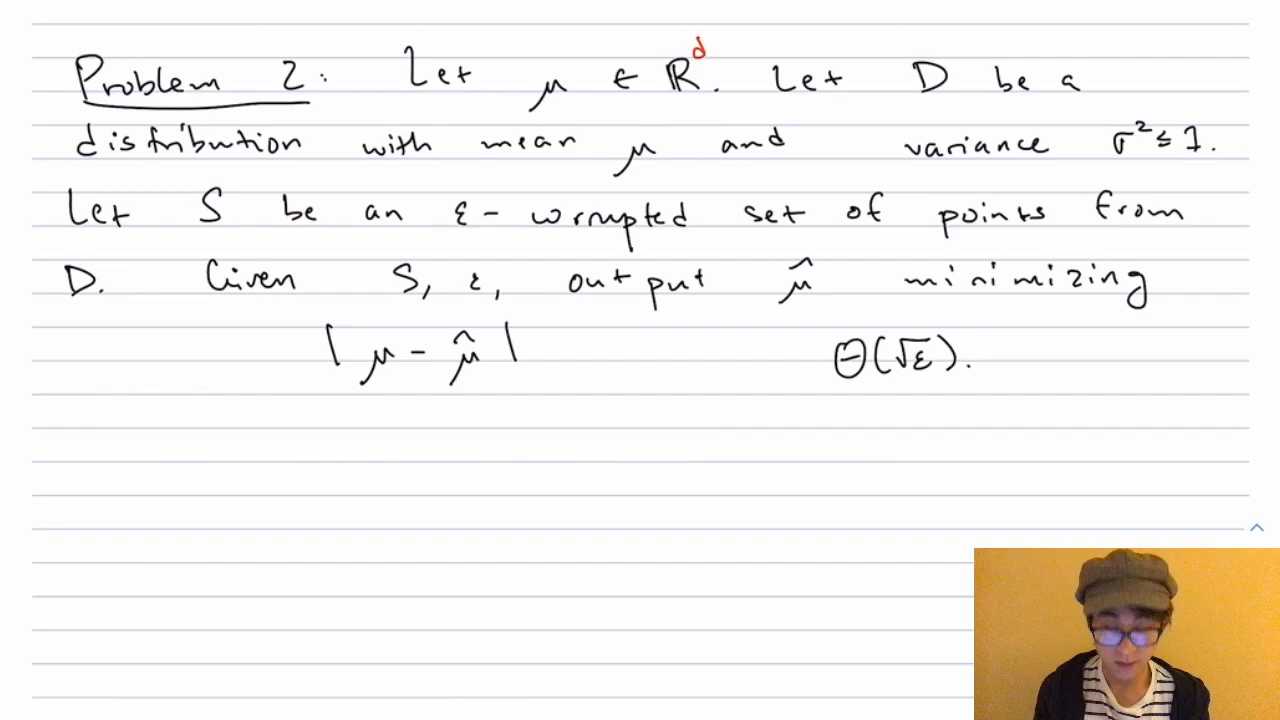 Problem 2: Let μ ∈ ℝᵈ. Let D be a
distribution with mean μ and variance σ² ≤ 1.
Let S be an ε-corrupted set of points from
D. Given S, ε, output μ̂ minimizing
|μ - μ̂| Θ(√ε).